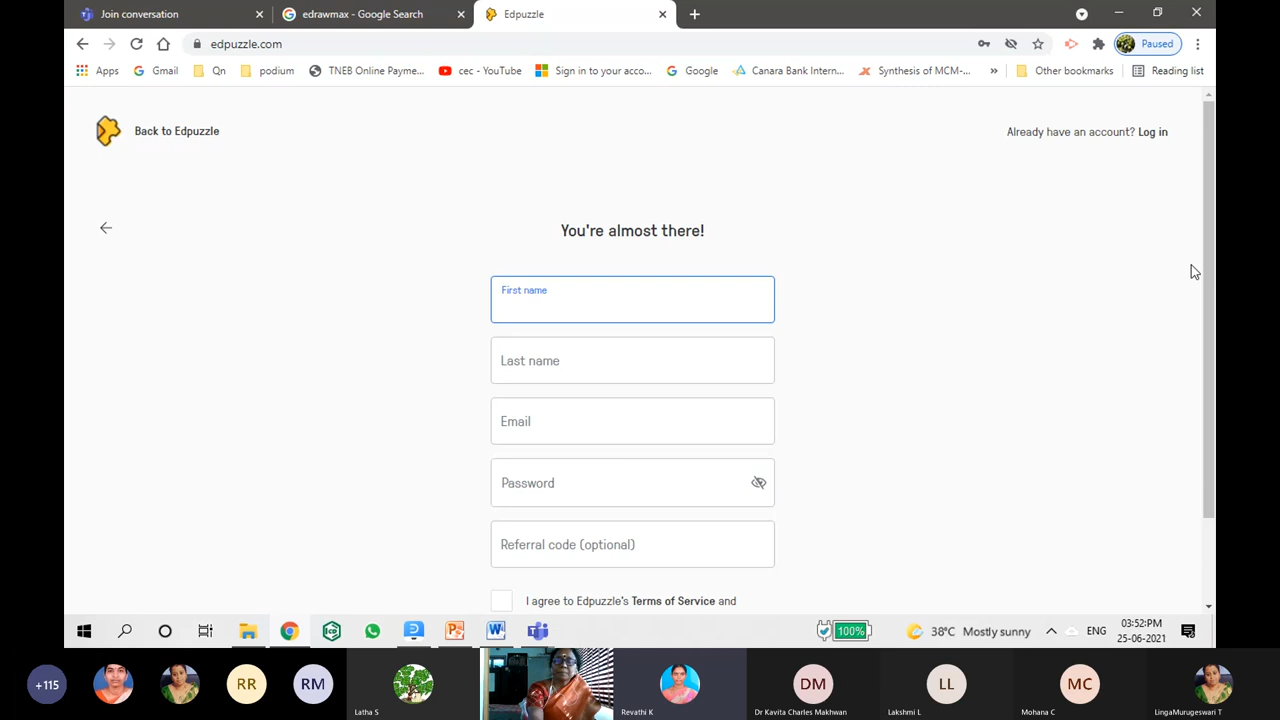 Join conversation
edrawmax - Google Search
Edpuzzle
edpuzzle.com
Paused
Apps
Gmail
Qn
podium
TNEB Online Payme...
cec - YouTube
Sign in to your acco...
Google
Canara Bank Intern...
Synthesis of MCM-...
»
Other bookmarks
Reading list
Back to Edpuzzle
Already have an account? Log in
You're almost there!
First name
Last name
Email
Password
Referral code (optional)
I agree to Edpuzzle's Terms of Service and
100%
38°C Mostly sunny
ENG
03:52:PM
25-06-2021
+115
RR
RM
Latha S
Revathi K
DM
Dr Kavita Charles Makhwan
LL
Lakshmi L
MC
Mohana C
LingaMurugeswari T